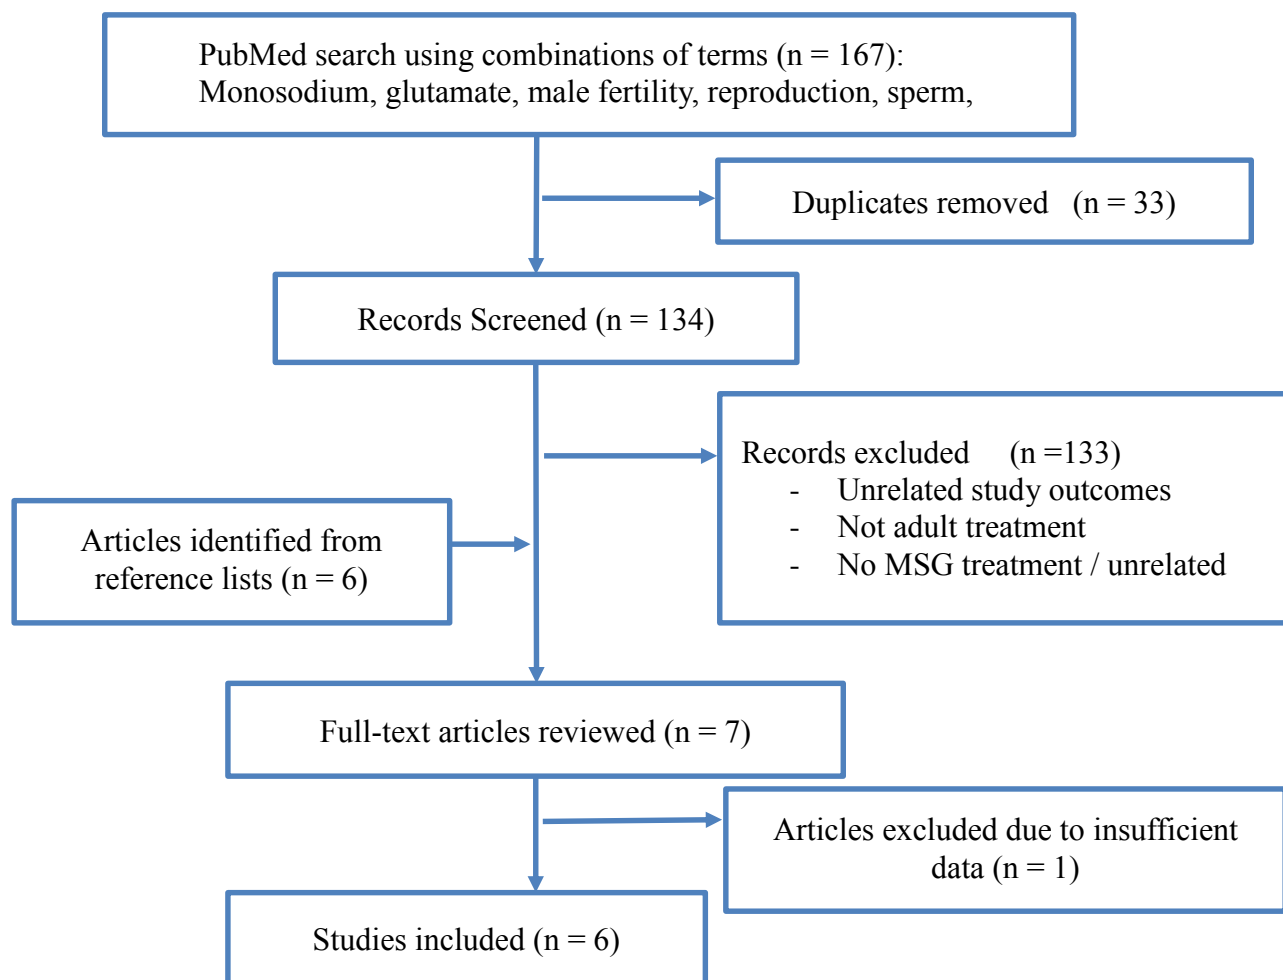 PubMed search using combinations of terms (n = 167):
Monosodium, glutamate, male fertility, reproduction, sperm,
Duplicates removed (n = 33)
Records Screened (n = 134)
Records excluded (n =133)
- Unrelated study outcomes
- Not adult treatment
- No MSG treatment / unrelated
Articles identified from
reference lists (n = 6)
Full-text articles reviewed (n = 7)
Articles excluded due to insufficient
data (n = 1)
Studies included (n = 6)